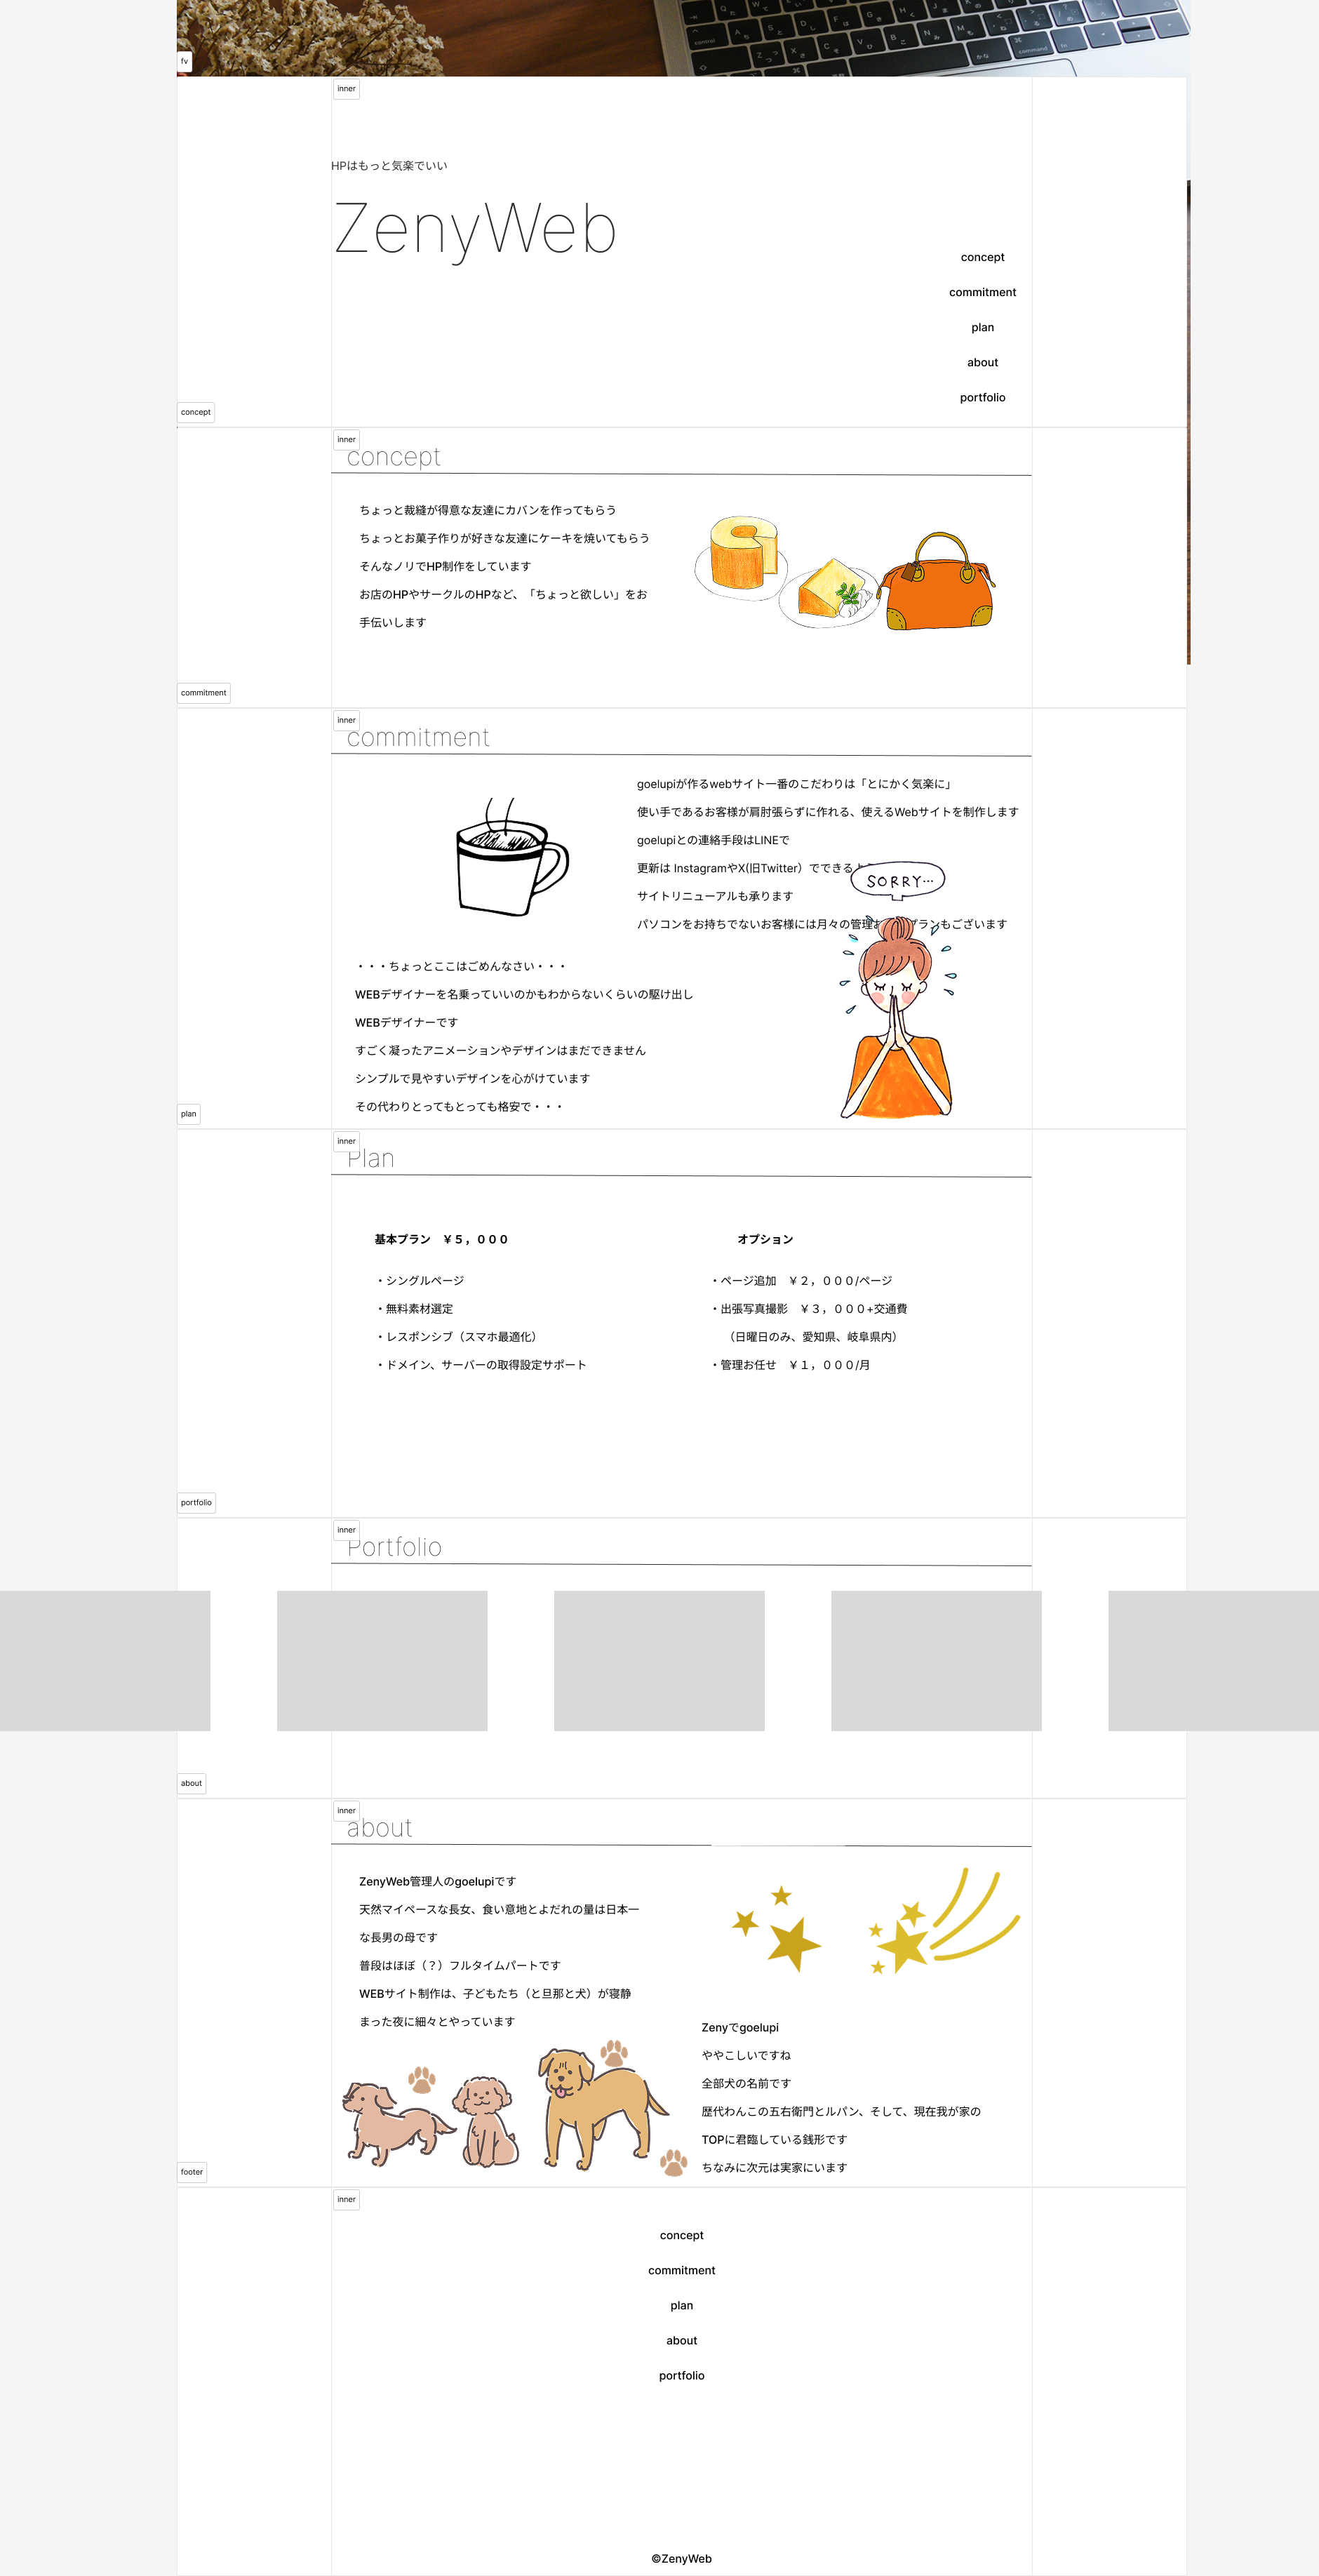 fv
inner
HPはもっと気楽でいい
ZenyWeb
concept
commitment
plan
about
portfolio
concept
inner
concept
ちょっと裁縫が得意な友達にカバンを作ってもらう
ちょっとお菓子作りが好きな友達にケーキを焼いてもらう
そんなノリでHP制作をしています
お店のHPやサークルのHPなど、「ちょっと欲しい」をお
手伝いします
commitment
inner
commitment
goelupiが作るwebサイト一番のこだわりは「とにかく気楽に」
使い手であるお客様が肩肘張らずに作れる、使えるWebサイトを制作します
goelupiとの連絡手段はLINEで
更新は InstagramやX(旧Twitter）でできる
サイトリニューアルも承ります
パソコンをお持ちでないお客様には月々の管理お プランもございます
SORRY…
・・・ちょっとここはごめんなさい・・・
WEBデザイナーを名乗っていいのかもわからないくらいの駆け出し
WEBデザイナーです
すごく凝ったアニメーションやデザインはまだできません
シンプルで見やすいデザインを心がけています
その代わりとってもとっても格安で・・・
plan
inner
Plan
基本プラン　￥５，０００
・シングルページ
・無料素材選定
・レスポンシブ（スマホ最適化）
・ドメイン、サーバーの取得設定サポート
オプション
・ページ追加　￥２，０００/ページ
・出張写真撮影　￥３，０００+交通費
（日曜日のみ、愛知県、岐阜県内）
・管理お任せ　￥１，０００/月
portfolio
inner
Portfolio
about
inner
about
ZenyWeb管理人のgoelupiです
天然マイペースな長女、食い意地とよだれの量は日本一
な長男の母です
普段はほぼ（？）フルタイムパートです
WEBサイト制作は、子どもたち（と旦那と犬）が寝静
まった夜に細々とやっています
Zenyでgoelupi
ややこしいですね
全部犬の名前です
歴代わんこの五右衛門とルパン、そして、現在我が家の
TOPに君臨している銭形です
ちなみに次元は実家にいます
footer
inner
concept
commitment
plan
about
portfolio
©ZenyWeb